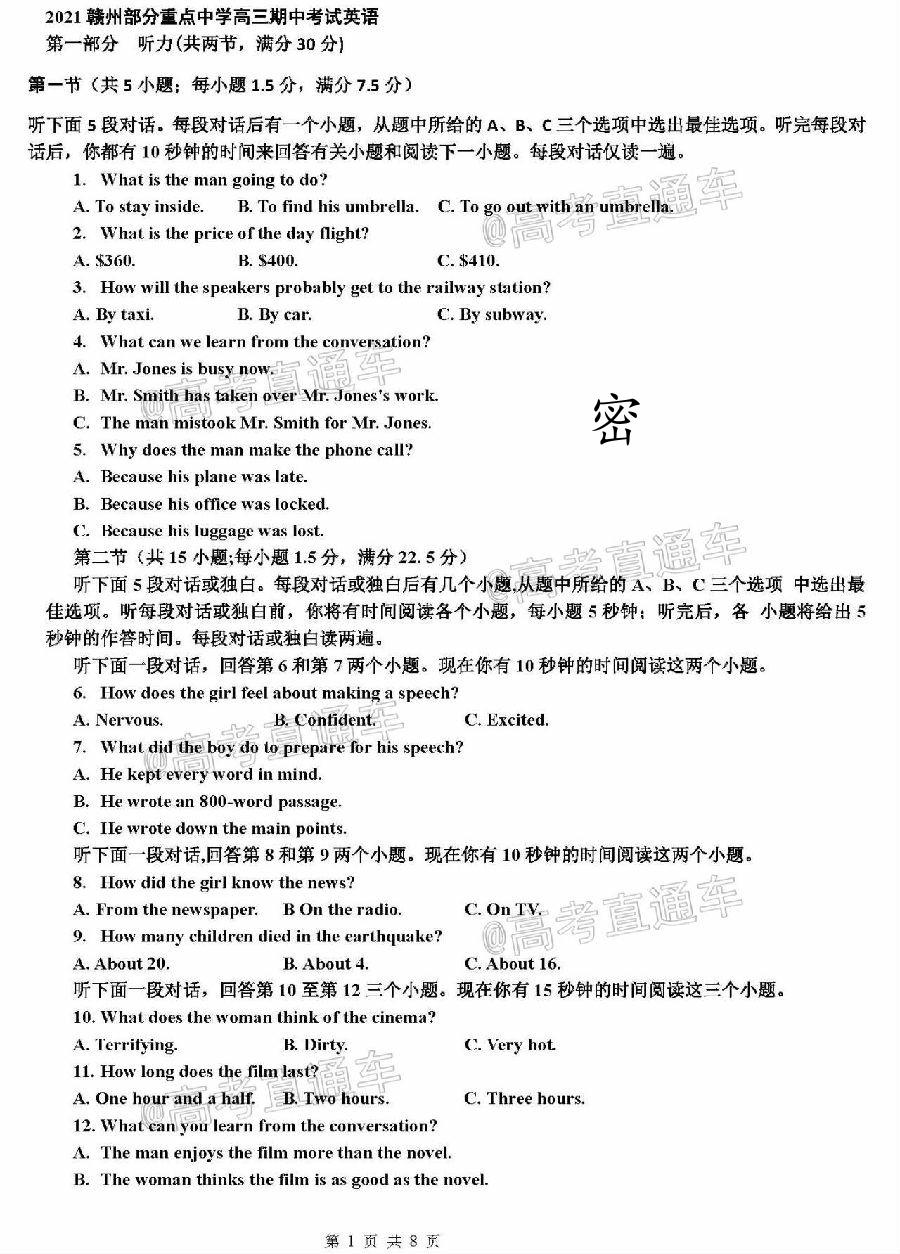 2021 赣州部分重点中学高三期中考试英语
第一部分 听力(共两节，满分 30 分)
第一节（共 5 小题；每小题 1.5 分，满分 7.5 分）
听下面 5 段对话。每段对话后有一个小题，从题中所给的 A、B、C 三个选项中选出最佳选项。听完每段对
话后，你都有 10 秒钟的时间来回答有关小题和阅读下一小题。每段对话仅读一遍。
1. What is the man going to do?
A. To stay inside. B. To find his umbrella. C. To go out with an umbrella.
@高考直通车
2. What is the price of the day flight?
A. $360. B. $400. C. $410.
3. How will the speakers probably get to the railway station?
A. By taxi. B. By car. C. By subway.
4. What can we learn from the conversation?
A. Mr. Jones is busy now.
@高考直通车
B. Mr. Smith has taken over Mr. Jones's work.
C. The man mistook Mr. Smith for Mr. Jones.
密
5. Why does the man make the phone call?
A. Because his plane was late.
B. Because his office was locked.
C. Because his luggage was lost.
第二节（共 15 小题;每小题 1.5 分，满分 22. 5 分）
@高考直通车
听下面 5 段对话或独白。每段对话或独白后有几个小题,从题中所给的 A、B、C 三个选项 中选出最
佳选项。听每段对话或独白前，你将有时间阅读各个小题，每小题 5 秒钟；听完后，各 小题将给出 5
秒钟的作答时间。每段对话或独白读两遍。
听下面一段对话，回答第 6 和第 7 两个小题。现在你有 10 秒钟的时间阅读这两个小题。
6. How does the girl feel about making a speech?
A. Nervous. B. Confident. C. Excited.
@高考直通车
7. What did the boy do to prepare for his speech?
A. He kept every word in mind.
B. He wrote an 800-word passage.
C. He wrote down the main points.
听下面一段对话,回答第 8 和第 9 两个小题。现在你有 10 秒钟的时间阅读这两个小题。
8. How did the girl know the news?
A. From the newspaper. B On the radio. C. On TV.
@高考直通车
9. How many children died in the earthquake?
A. About 20. B. About 4. C. About 16.
听下面一段对话，回答第 10 至第 12 三个小题。现在你有 15 秒钟的时间阅读这三个小题。
10. What does the woman think of the cinema?
A. Terrifying. B. Dirty. C. Very hot.
11. How long does the film last?
@高考直通车
A. One hour and a half. B. Two hours. C. Three hours.
12. What can you learn from the conversation?
A. The man enjoys the film more than the novel.
B. The woman thinks the film is as good as the novel.
第 1 页 共 8 页